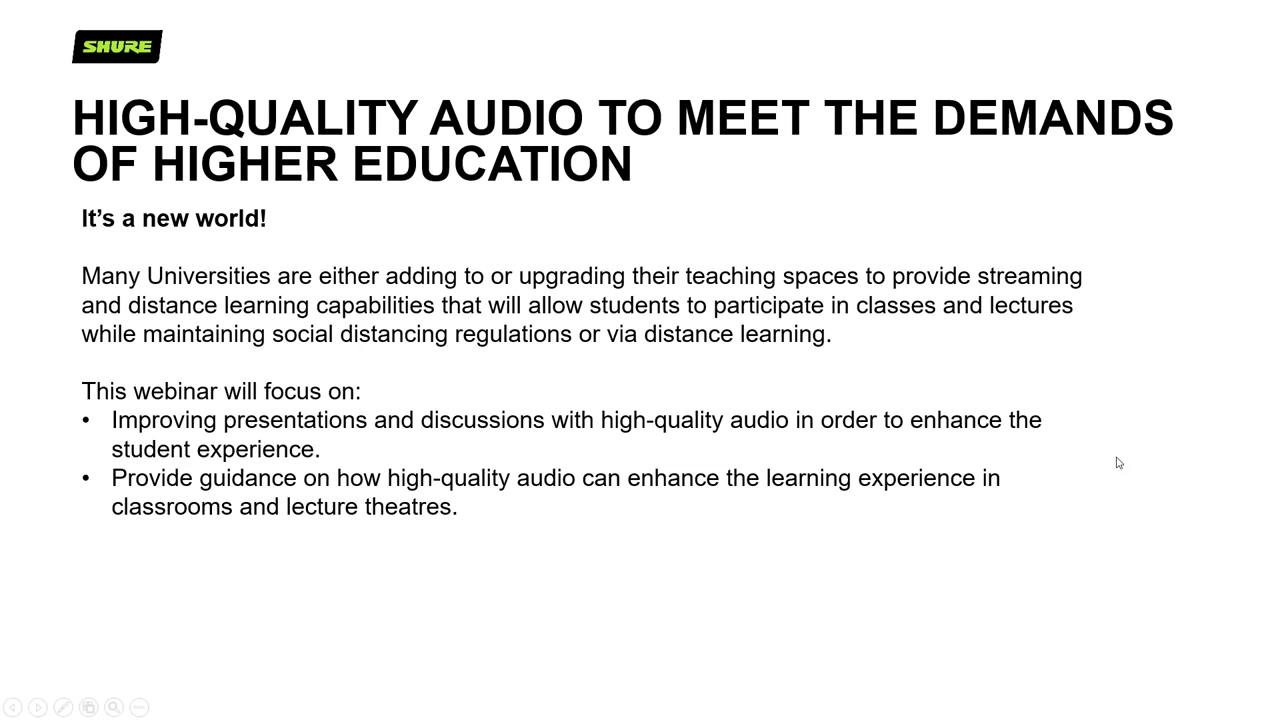 SHURE
HIGH-QUALITY AUDIO TO MEET THE DEMANDS
OF HIGHER EDUCATION
It’s a new world!
Many Universities are either adding to or upgrading their teaching spaces to provide streaming
and distance learning capabilities that will allow students to participate in classes and lectures
while maintaining social distancing regulations or via distance learning.
This webinar will focus on:
• Improving presentations and discussions with high-quality audio in order to enhance the
student experience.
• Provide guidance on how high-quality audio can enhance the learning experience in
classrooms and lecture theatres.